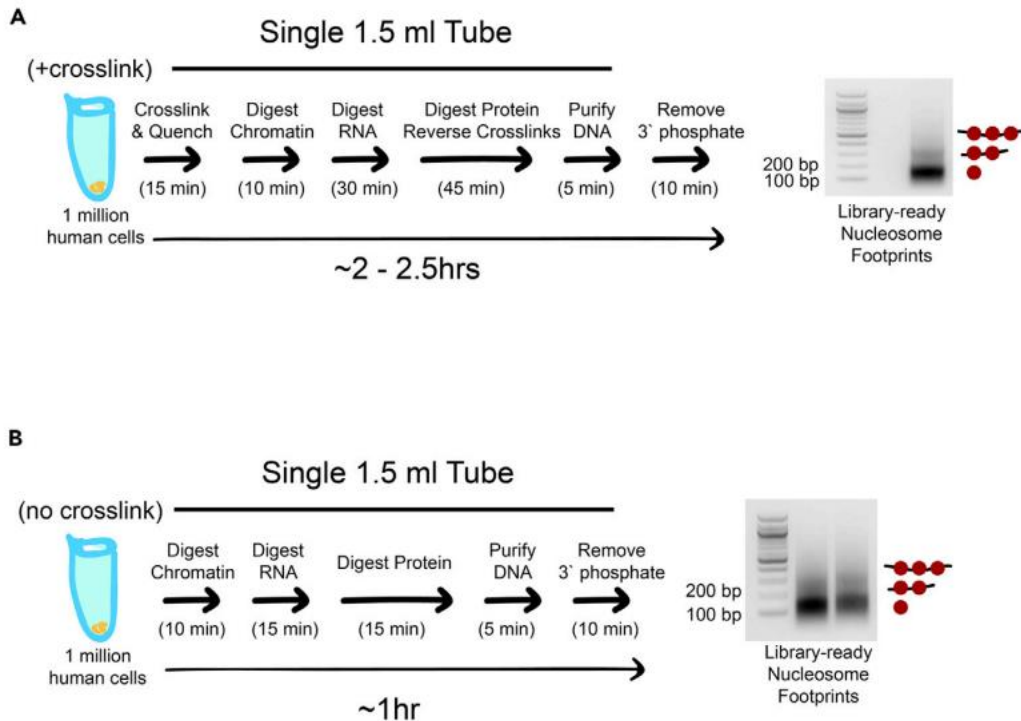 A
Single 1.5 ml Tube
(+crosslink)
Crosslink
& Quench
(15 min)
Digest
Chromatin
(10 min)
Digest
RNA
(30 min)
Digest Protein
Reverse Crosslinks
(45 min)
Purify
DNA
(5 min)
Remove
3` phosphate
(10 min)
1 million
human cells
~2 - 2.5hrs
200 bp
100 bp
Library-ready
Nucleosome
Footprints
B
Single 1.5 ml Tube
(no crosslink)
Digest
Chromatin
(10 min)
Digest
RNA
(15 min)
Digest Protein
(15 min)
Purify
DNA
(5 min)
Remove
3` phosphate
(10 min)
1 million
human cells
~1hr
200 bp
100 bp
Library-ready
Nucleosome
Footprints